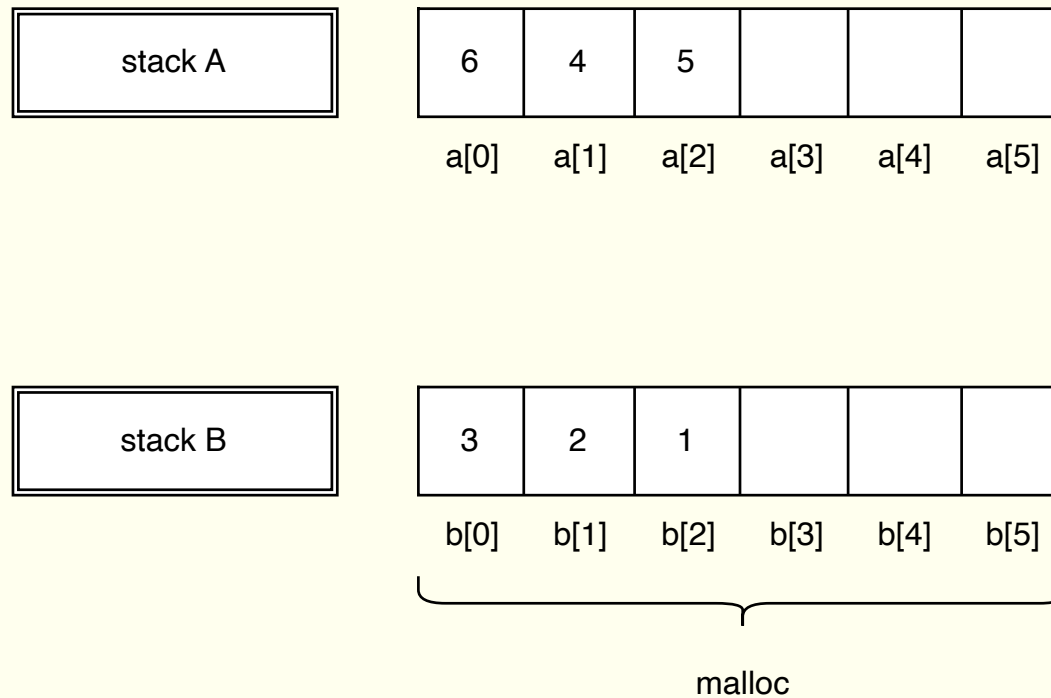 stack A 6 4 5
a[0] a[1] a[2] a[3] a[4] a[5]
stack B 3 2 1
b[0] b[1] b[2] b[3] b[4] b[5]
malloc